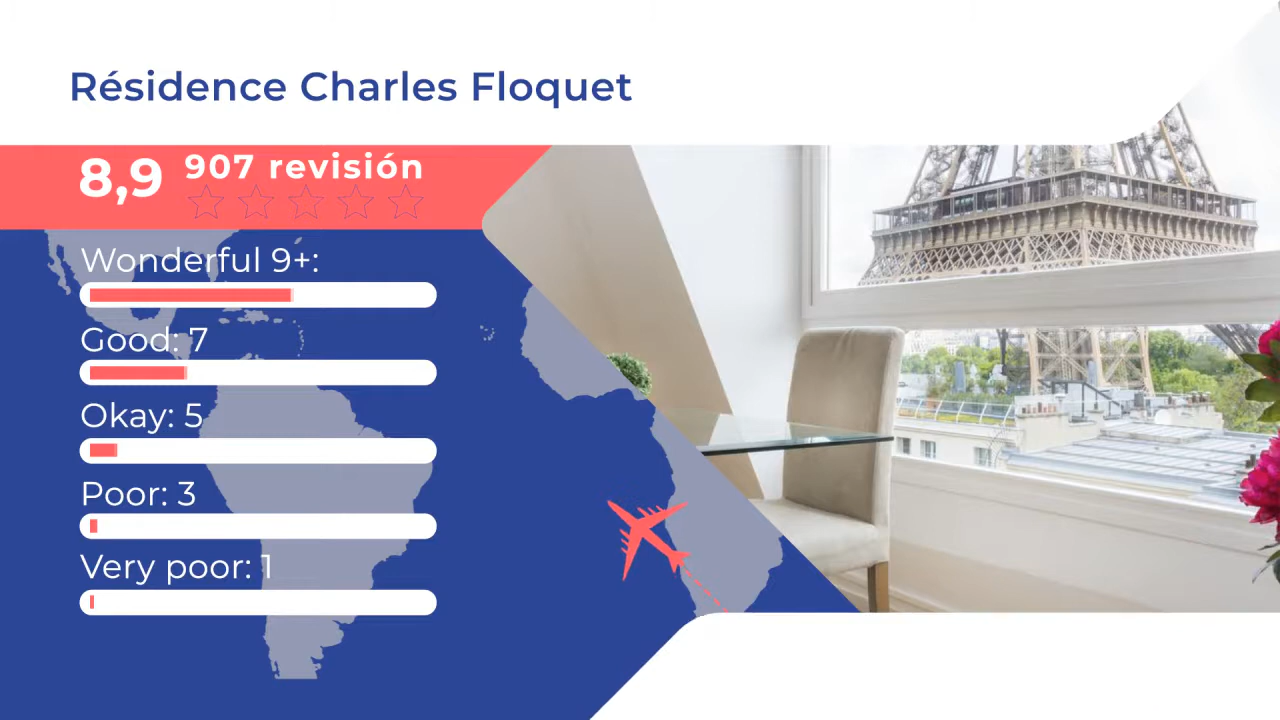 Résidence Charles Floquet
8,9
907 revisión
Wonderful 9+:
Good: 7
Okay: 5
Poor: 3
Very poor: 1